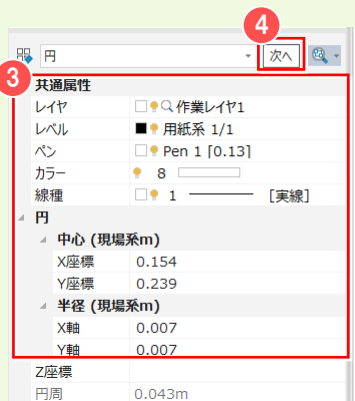 4
円 次へ
3
共通属性
レイヤ 作業レイヤ1
レベル 用紙系 1/1
ペン Pen 1 [0.13]
カラー 8
線種 1 [実線]
円
中心 (現場系m)
X座標 0.154
Y座標 0.239
半径 (現場系m)
X軸 0.007
Y軸 0.007
Z座標
円周 0.043m